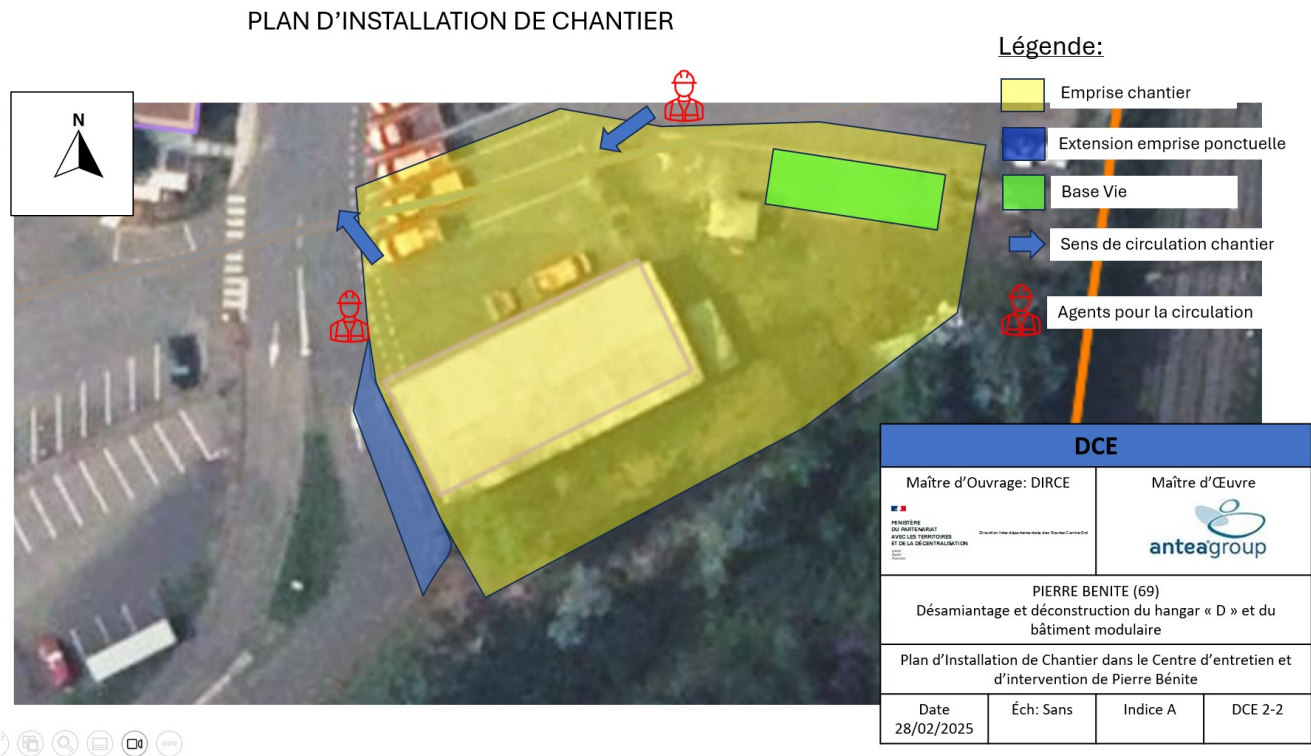 PLAN D’INSTALLATION DE CHANTIER
Légende:
N
Emprise chantier
Extension emprise ponctuelle
Base Vie
Sens de circulation chantier
Agents pour la circulation
DCE
Maître d’Ouvrage: DIRCE
Maître d’Œuvre
MINISTÈRE
DU PARTENARIAT
AVEC LES TERRITOIRES
ET DE LA DÉCENTRALISATION
Direction Interdépartementale des Routes Centre-Est
anteagroup
PIERRE BENITE (69)
Désamiantage et déconstruction du hangar « D » et du
bâtiment modulaire
Plan d’Installation de Chantier dans le Centre d’entretien et
d’intervention de Pierre Bénite
Date
28/02/2025
Éch: Sans
Indice A
DCE 2-2